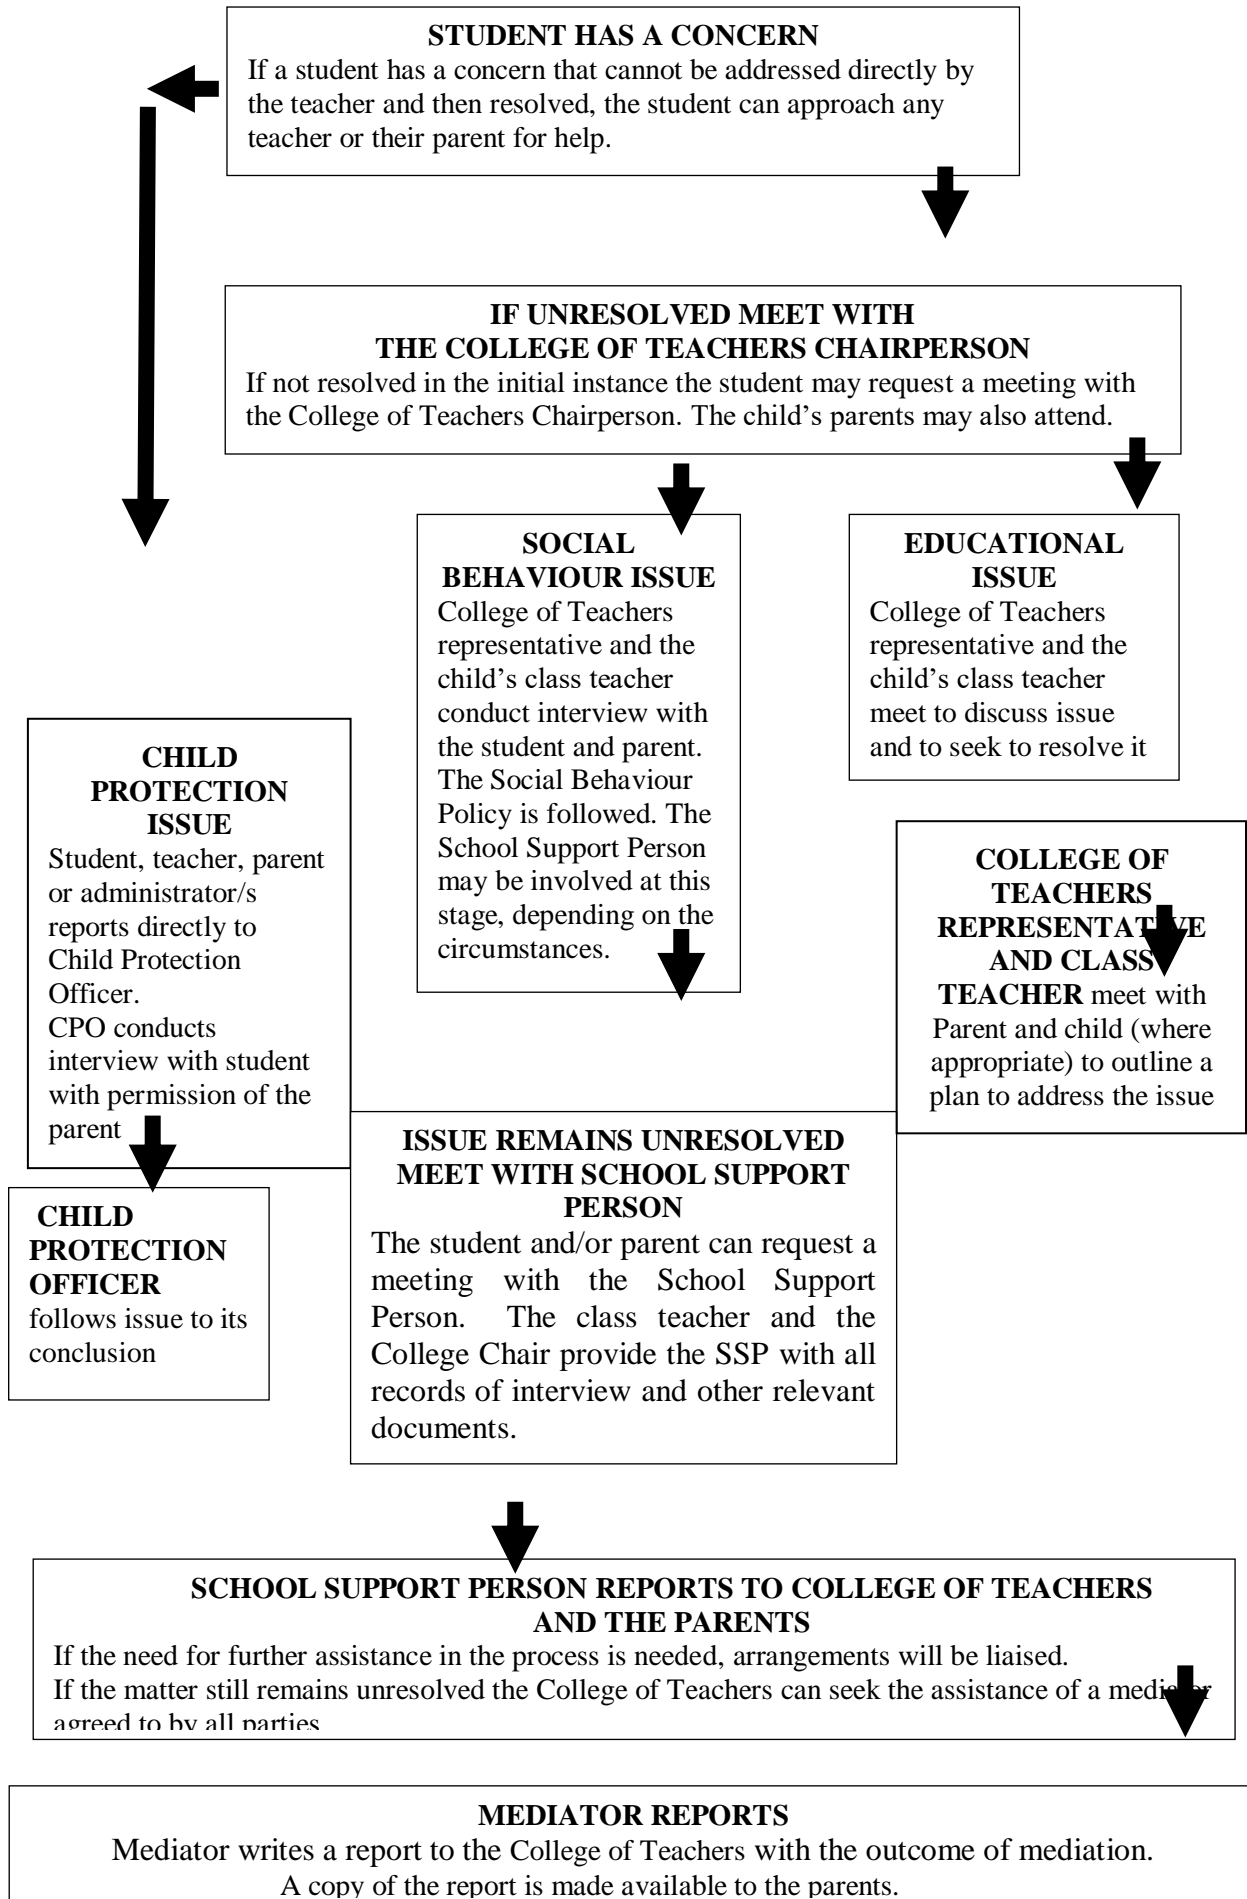 STUDENT HAS A CONCERN
If a student has a concern that cannot be addressed directly by
the teacher and then resolved, the student can approach any
teacher or their parent for help.
IF UNRESOLVED MEET WITH
THE COLLEGE OF TEACHERS CHAIRPERSON
If not resolved in the initial instance the student may request a meeting with
the College of Teachers Chairperson. The child’s parents may also attend.
SOCIAL
BEHAVIOUR ISSUE
College of Teachers
representative and the
child’s class teacher
conduct interview with
the student and parent.
The Social Behaviour
Policy is followed. The
School Support Person
may be involved at this
stage, depending on the
circumstances.
EDUCATIONAL
ISSUE
College of Teachers
representative and the
child’s class teacher
meet to discuss issue
and to seek to resolve it
CHILD
PROTECTION
ISSUE
Student, teacher, parent
or administrator/s
reports directly to
Child Protection
Officer.
CPO conducts
interview with student
with permission of the
parent
COLLEGE OF
TEACHERS
REPRESENTATIVE
AND CLASS
TEACHER meet with
Parent and child (where
appropriate) to outline a
plan to address the issue
CHILD
PROTECTION
OFFICER
follows issue to its
conclusion
ISSUE REMAINS UNRESOLVED
MEET WITH SCHOOL SUPPORT
PERSON
The student and/or parent can request a
meeting with the School Support
Person. The class teacher and the
College Chair provide the SSP with all
records of interview and other relevant
documents.
SCHOOL SUPPORT PERSON REPORTS TO COLLEGE OF TEACHERS
AND THE PARENTS
If the need for further assistance in the process is needed, arrangements will be liaised.
If the matter still remains unresolved the College of Teachers can seek the assistance of a mediator
agreed to by all parties
MEDIATOR REPORTS
Mediator writes a report to the College of Teachers with the outcome of mediation.
A copy of the report is made available to the parents.